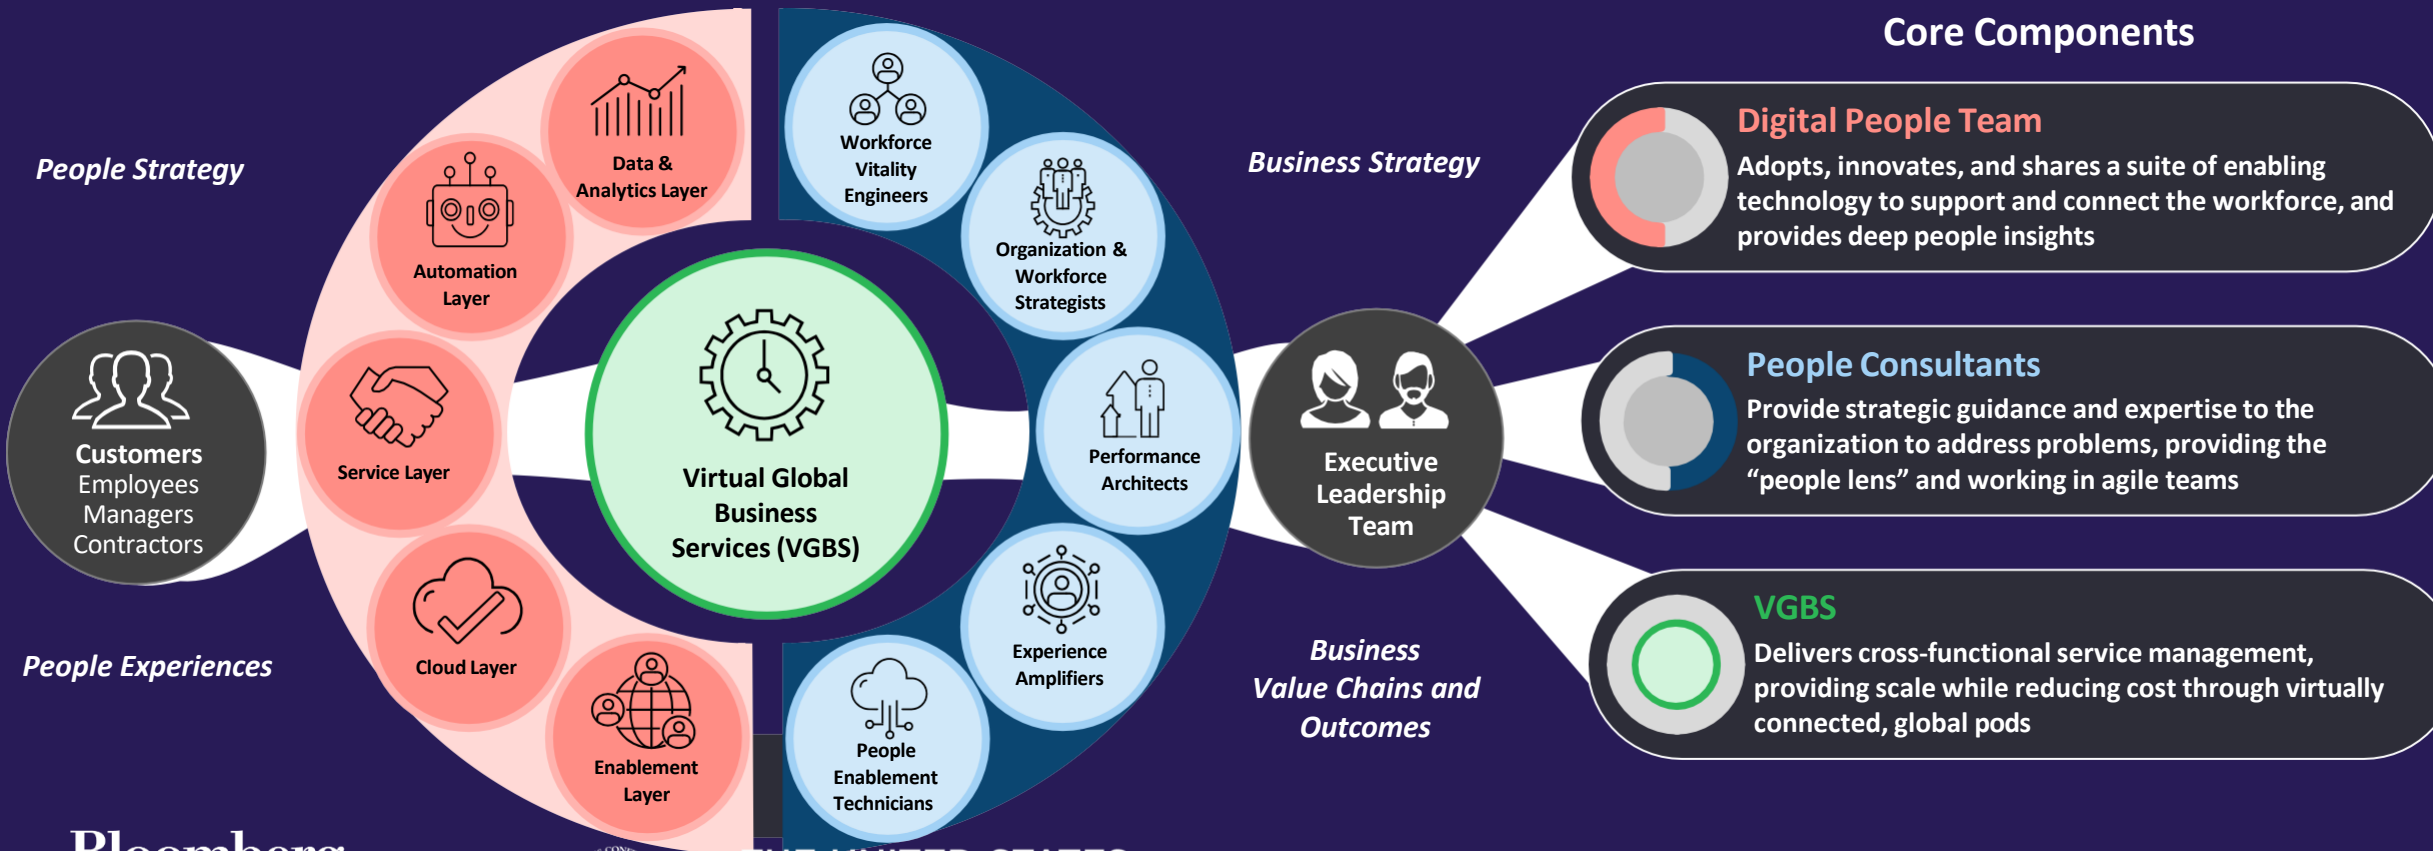 People Strategy
People Experiences
Customers
Employees
Managers
Contractors
Data &
Analytics Layer
Automation
Layer
Service Layer
Cloud Layer
Enablement
Layer
Virtual Global
Business
Services (VGBS)
Workforce
Vitality
Engineers
Organization &
Workforce
Strategists
Performance
Architects
Experience
Amplifiers
People
Enablement
Technicians
Business Strategy
Executive
Leadership
Team
Business
Value Chains and
Outcomes
Core Components
Digital People Team
Adopts, innovates, and shares a suite of enabling
technology to support and connect the workforce, and
provides deep people insights
People Consultants
Provide strategic guidance and expertise to the
organization to address problems, providing the
“people lens” and working in agile teams
VGBS
Delivers cross-functional service management,
providing scale while reducing cost through virtually
connected, global pods
Bloomberg
THE UNITED STATES